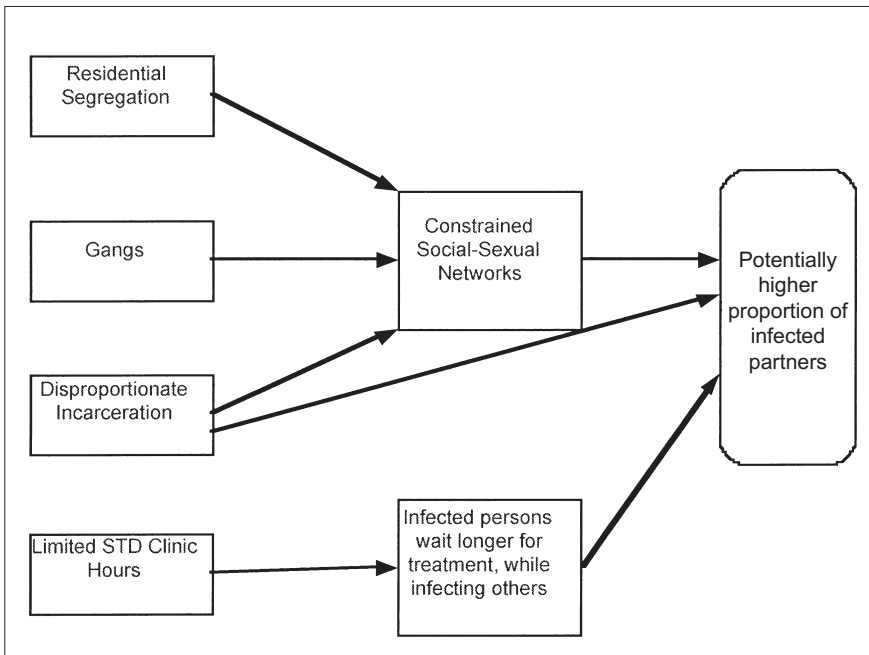 Residential
Segregation
Gangs
Disproportionate
Incarceration
Limited STD Clinic
Hours
Constrained
Social-Sexual
Networks
Infected persons
wait longer for
treatment, while
infecting others
Potentially
higher
proportion of
infected
partners